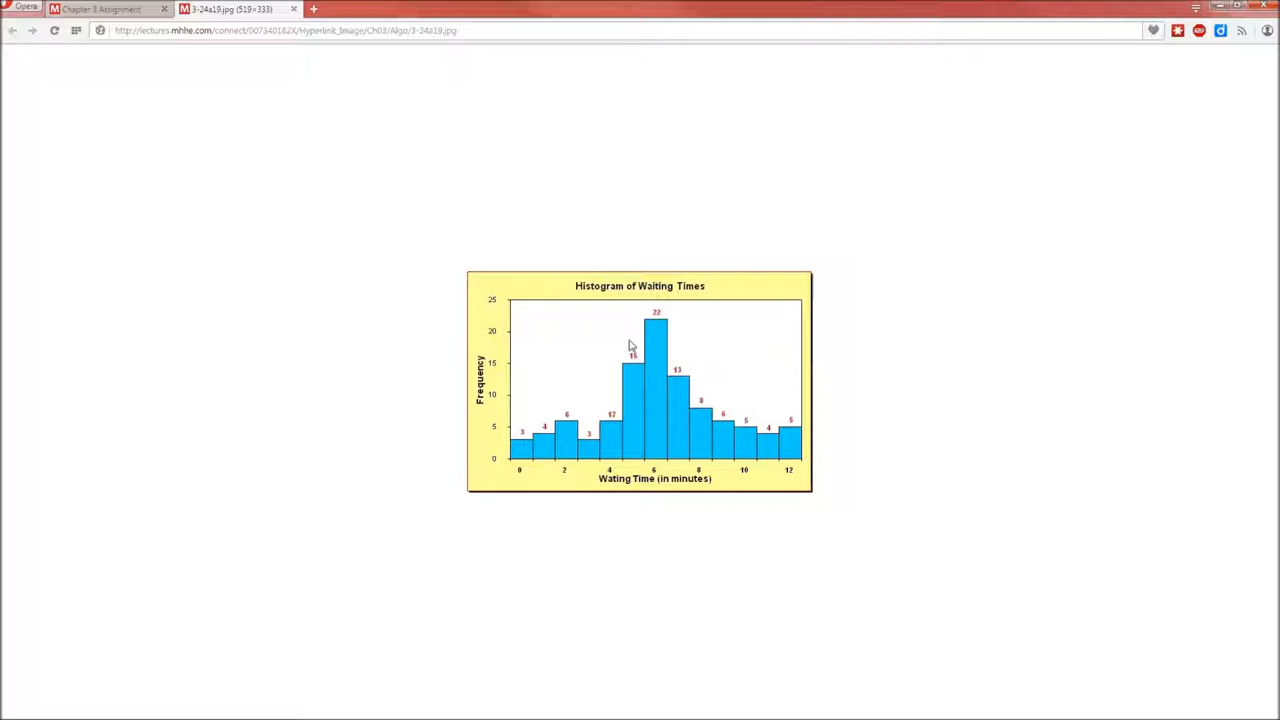 Opera
Chapter 3 Assignment
3-24a19.jpg (519×333)
http://lectures.mhhe.com/connect/007340182X/Hyperlink_Image/Ch03/Algo/3-24a19.jpg
Histogram of Waiting Times
25
22
20
15
15
13
10
8
17
6
6
5
5
5
4
4
3
3
0
Frequency
0 2 4 6 8 10 12
Wating Time (in minutes)